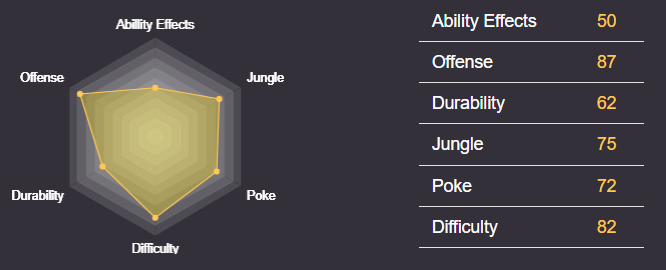 Ability Effects
Offense
Jungle
Durability
Poke
Difficulty
Ability Effects 50
Offense 87
Durability 62
Jungle 75
Poke 72
Difficulty 82